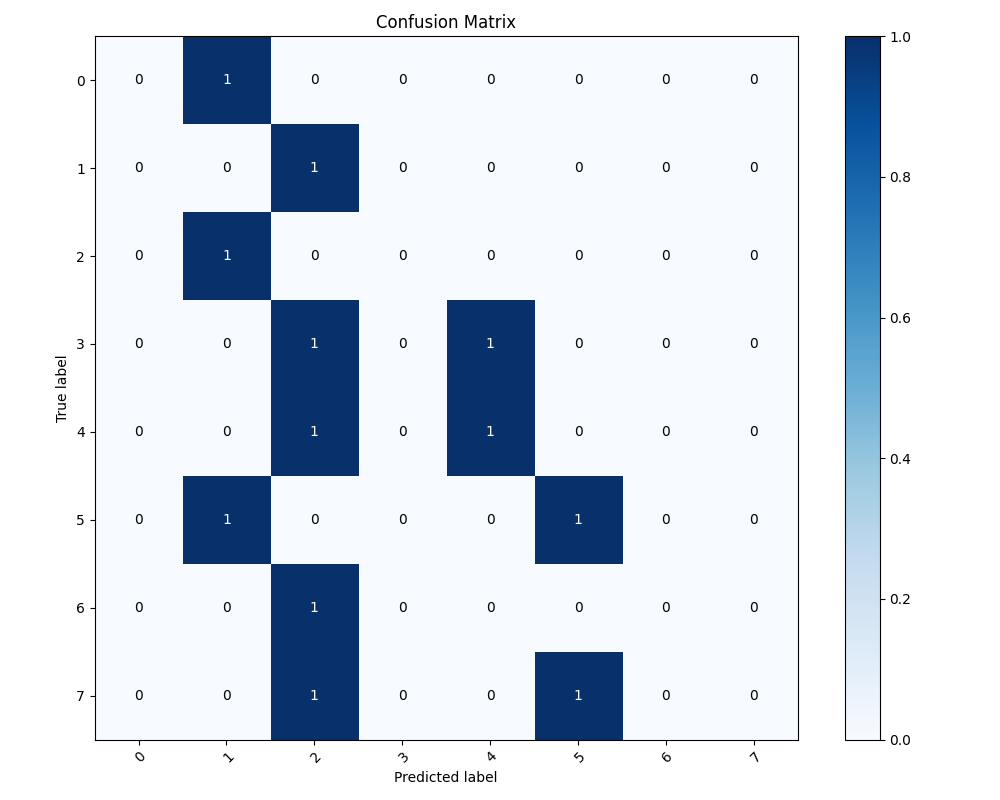 Confusion Matrix
0 0 1 0 0 0 0 0 0
1 0 0 1 0 0 0 0 0
2 0 1 0 0 0 0 0 0
3 0 0 1 0 1 0 0 0
4 0 0 1 0 1 0 0 0
5 0 1 0 0 0 1 0 0
6 0 0 1 0 0 0 0 0
7 0 0 1 0 0 1 0 0
0 1 2 3 4 5 6 7
True label
Predicted label
1.0
0.8
0.6
0.4
0.2
0.0